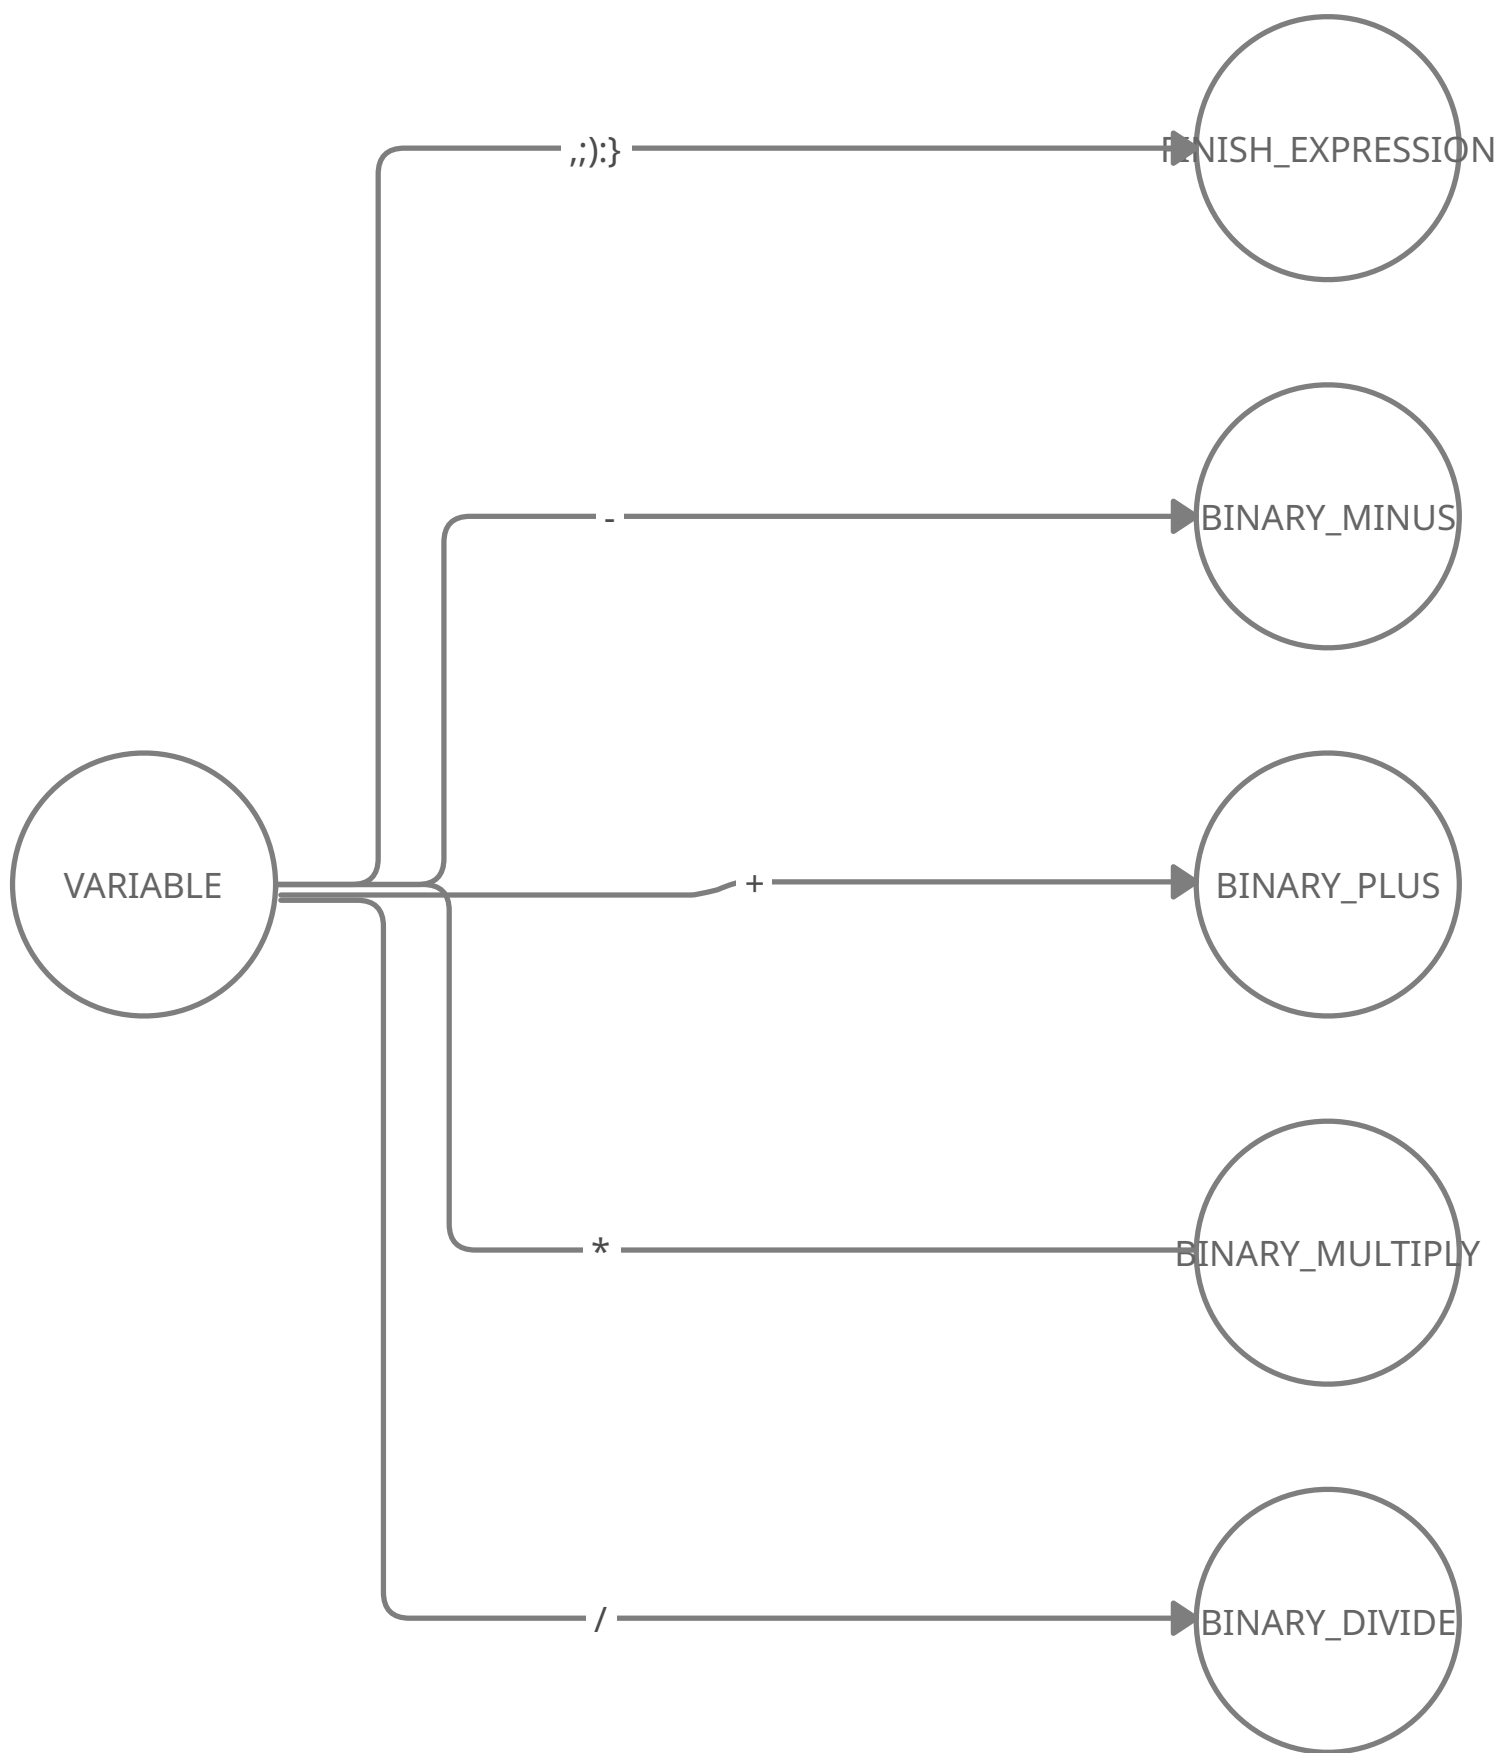 ,;):}
FINISH_EXPRESSION
-
BINARY_MINUS
VARIABLE
+
BINARY_PLUS
*
BINARY_MULTIPLY
/
BINARY_DIVIDE